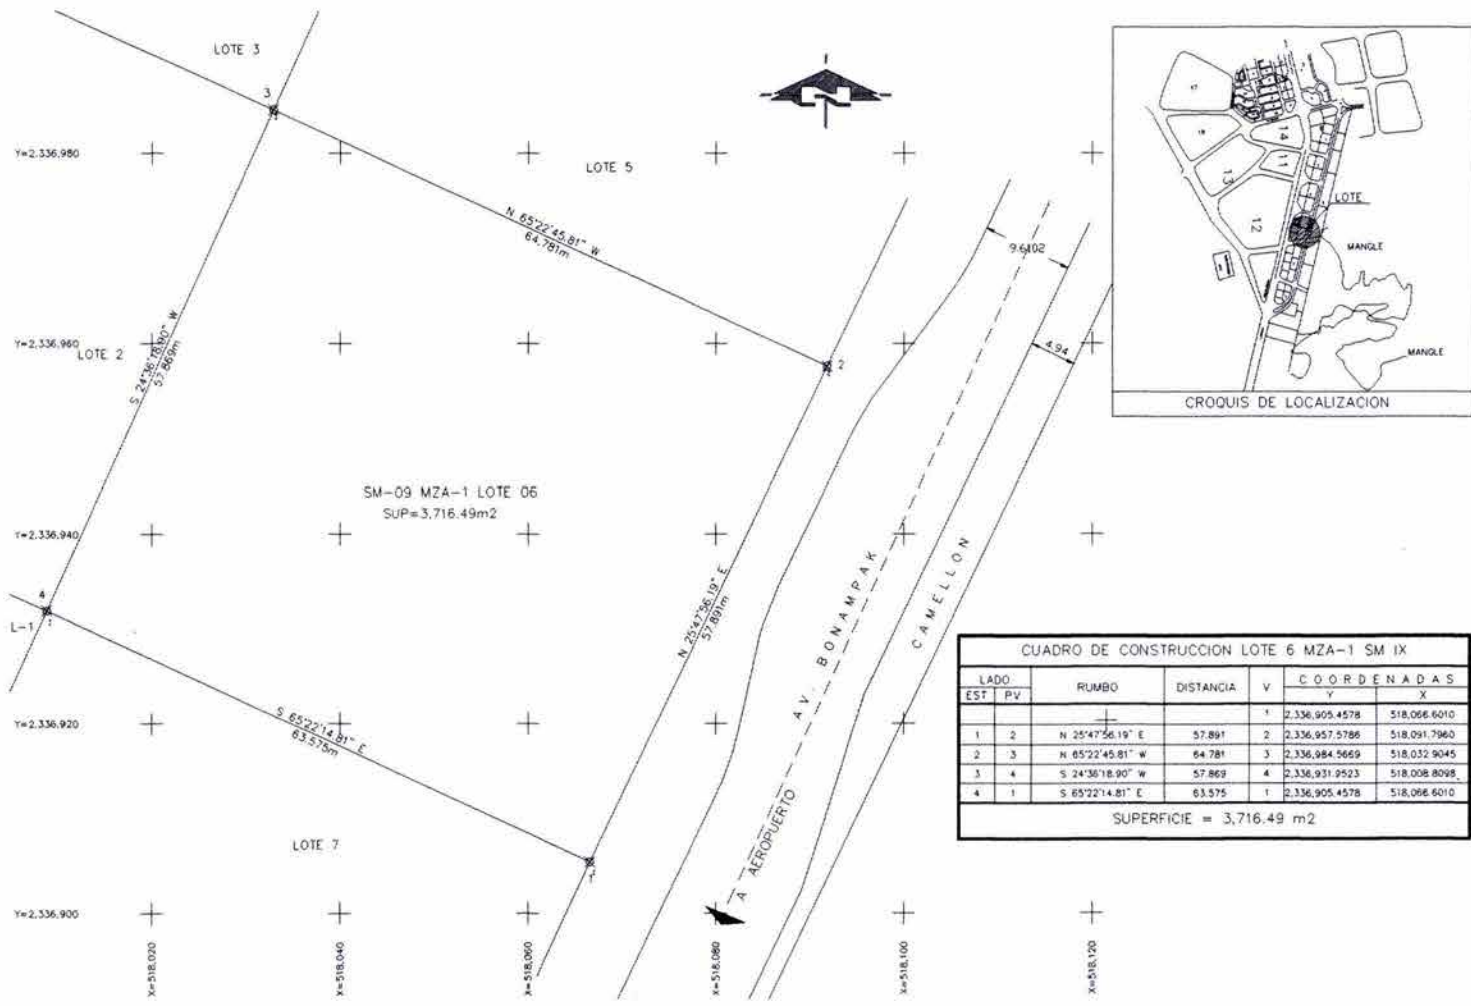 LOTE 3
3
Y=2,336,980
LOTE 5
N 65°22'45.81" W
64.781m
9.6102
Y=2,336,960
LOTE 2
S 24°36'18.90" W
57.869m
2
4.94
SM-09 MZA-1 LOTE 06
SUP=3,716.49m2
Y=2,336,940
N 25°47'56.19" E
57.891m
AV. BONAMPAK
CAMELLON
4
L-1
Y=2,336,920
S 65°22'14.81" E
63.575m
A AEROPUERTO
LOTE 7
1
Y=2,336,900
X=518,020
X=518,040
X=518,060
X=518,080
X=518,100
X=518,120
14
11
13
12
LOTE
MANGLE
MANGLE
CROQUIS DE LOCALIZACION
CUADRO DE CONSTRUCCION LOTE 6 MZA-1 SM IX
LADO RUMBO DISTANCIA V COORDENADAS
EST PV Y X
1 2,336,905.4578 518,066.6010
1 2 N 25°47'56.19" E 57.891 2 2,336,957.5786 518,091.7960
2 3 N 65°22'45.81" W 64.781 3 2,336,984.5669 518,032.9045
3 4 S 24°36'18.90" W 57.869 4 2,336,931.9523 518,008.8098
4 1 S 65°22'14.81" E 63.575 1 2,336,905.4578 518,066.6010
SUPERFICIE = 3,716.49 m2